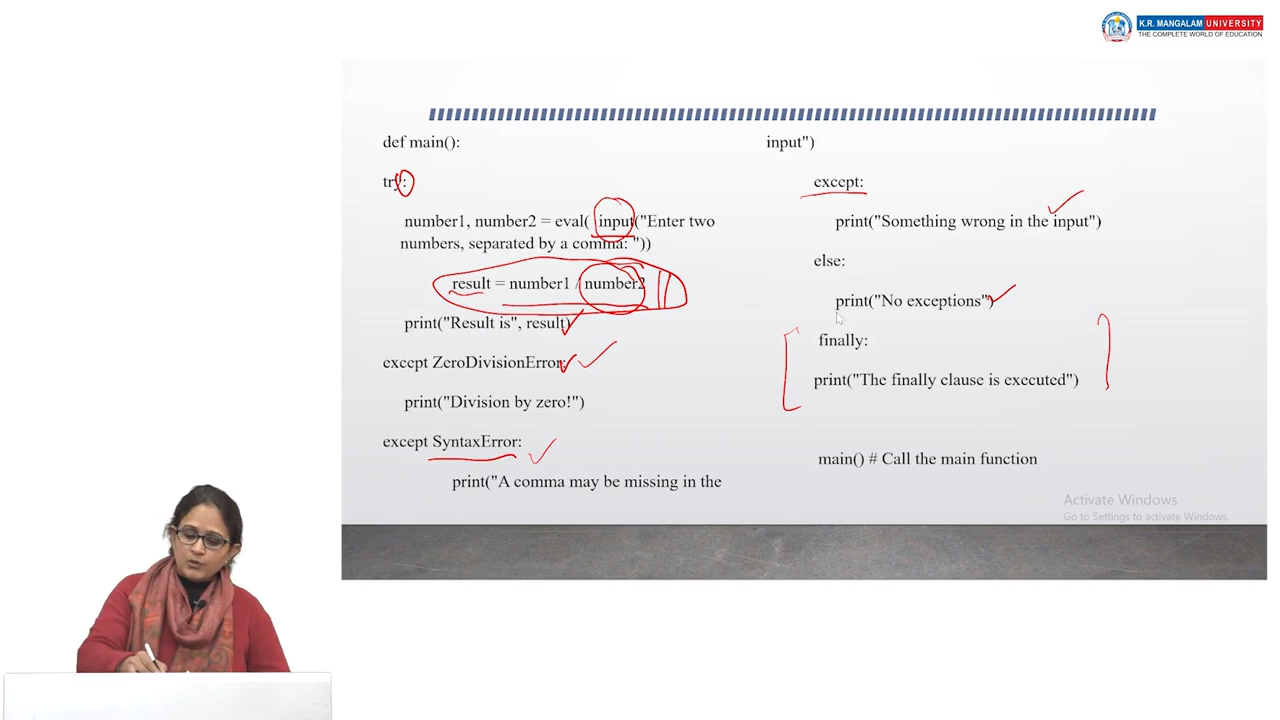 K.R. MANGALAM UNIVERSITY
THE COMPLETE WORLD OF EDUCATION
def main():
try:
number1, number2 = eval( input("Enter two
numbers, separated by a comma: "))
result = number1 / number2
print("Result is", result)
except ZeroDivisionError:
print("Division by zero!")
except SyntaxError:
print("A comma may be missing in the
input")
except:
print("Something wrong in the input")
else:
print("No exceptions")
finally:
print("The finally clause is executed")
main() # Call the main function
Activate Windows
Go to Settings to activate Windows.